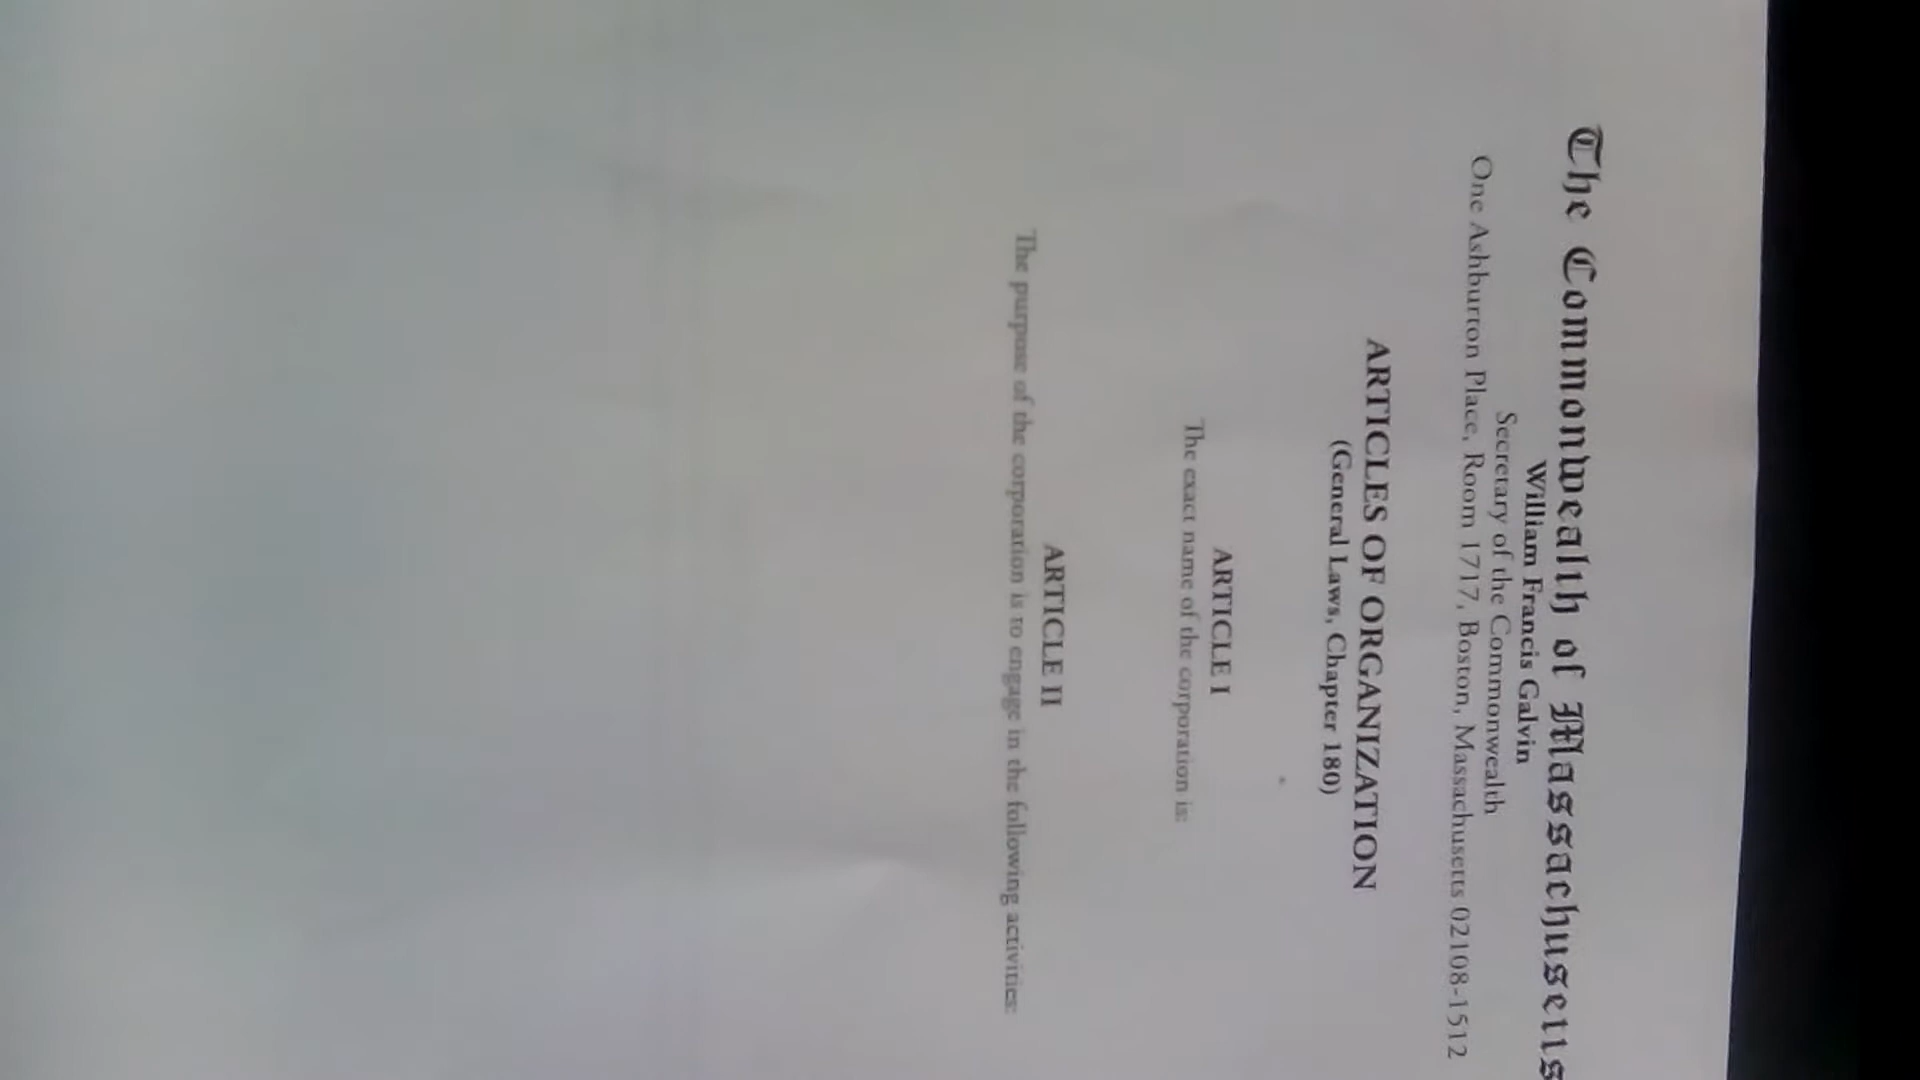 The Commonwealth of Massachusetts
William Francis Galvin
Secretary of the Commonwealth
One Ashburton Place, Room 1717, Boston, Massachusetts 02108-1512
ARTICLES OF ORGANIZATION
(General Laws, Chapter 180)
ARTICLE I
The exact name of the corporation is:
ARTICLE II
The purpose of the corporation is to engage in the following activities: